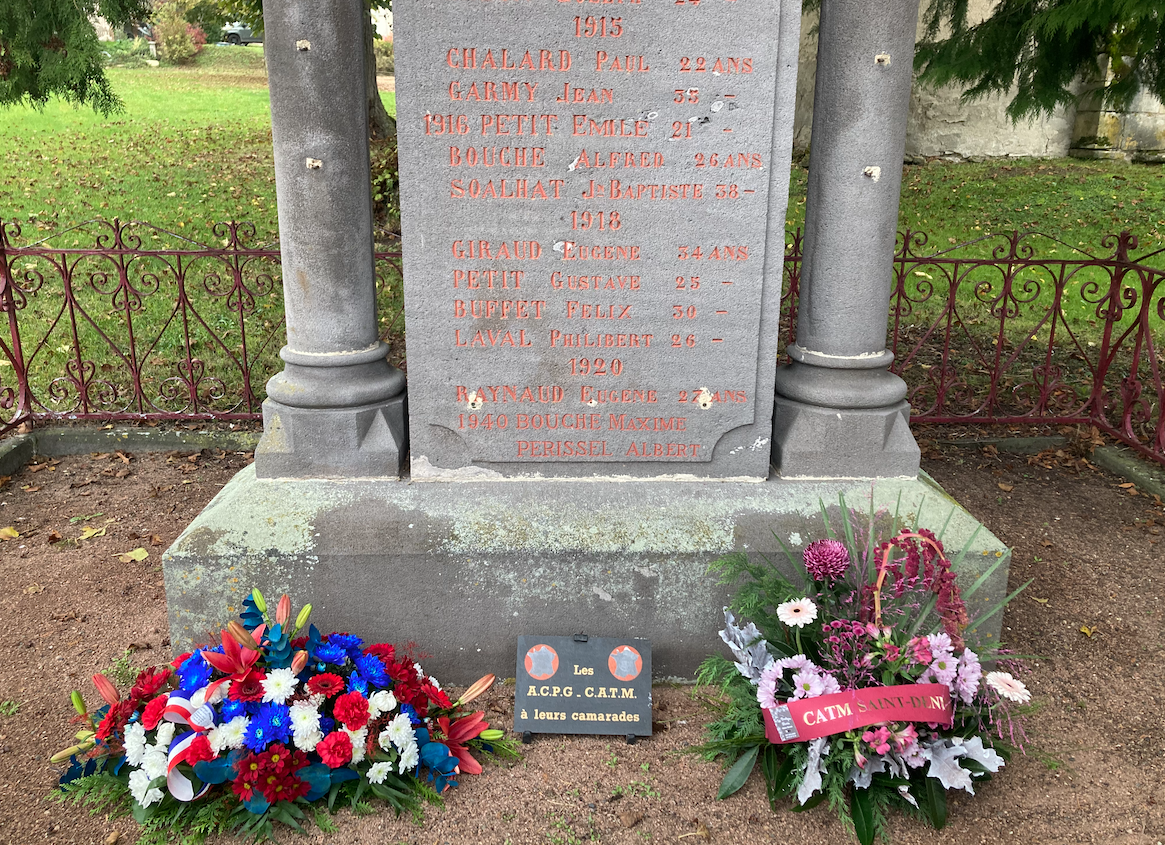 1915
CHALARD PAUL 22 ANS
GARMY JEAN 33 -
1916 PETIT EMILE 21 -
BOUCHE ALFRED 26 ANS
SOALHAT Jn BAPTISTE 38 -
1918
GIRAUD EUGENE 34 ANS
PETIT GUSTAVE 25 -
BUFFET FELIX 30 -
LAVAL PHILIBERT 26 -
1920
RAYNAUD EUGENE 27 ANS
1940 BOUCHE MAXIME
PERISSEL ALBERT
Les
A.C.P.G - C.A.T.M.
à leurs camarades
CATM SAINT-DENI